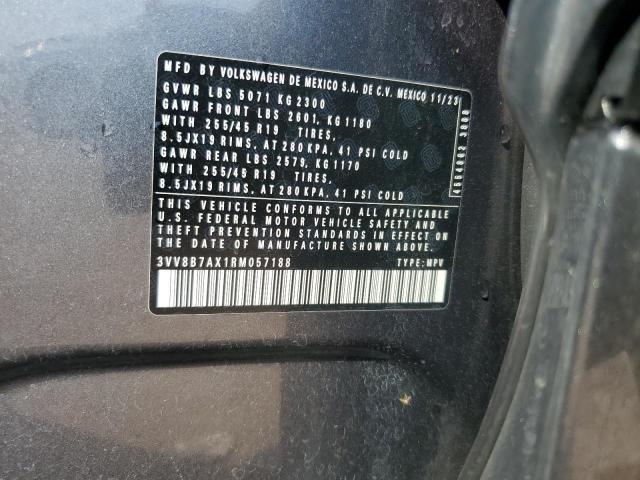 MFD BY VOLKSWAGEN DE MEXICO S.A. DE C.V. MEXICO 11/23
GVWR LBS 5071 KG 2300
GAWR FRONT LBS 2601, KG 1180
WITH 255/45 R19 TIRES,
8.5JX19 RIMS, AT 280 KPA, 41 PSI COLD
GAWR REAR LBS 2579, KG 1170
WITH 255/45 R19 TIRES,
8.5JX19 RIMS, AT 280 KPA, 41 PSI COLD
THIS VEHICLE CONFORMS TO ALL APPLICABLE
U.S. FEDERAL MOTOR VEHICLE SAFETY AND
THEFT PREVENTION STANDARDS IN EFFECT ON
THE DATE OF MANUFACTURE SHOWN ABOVE.
3VV8B7AX1RM057188 TYPE: MPV